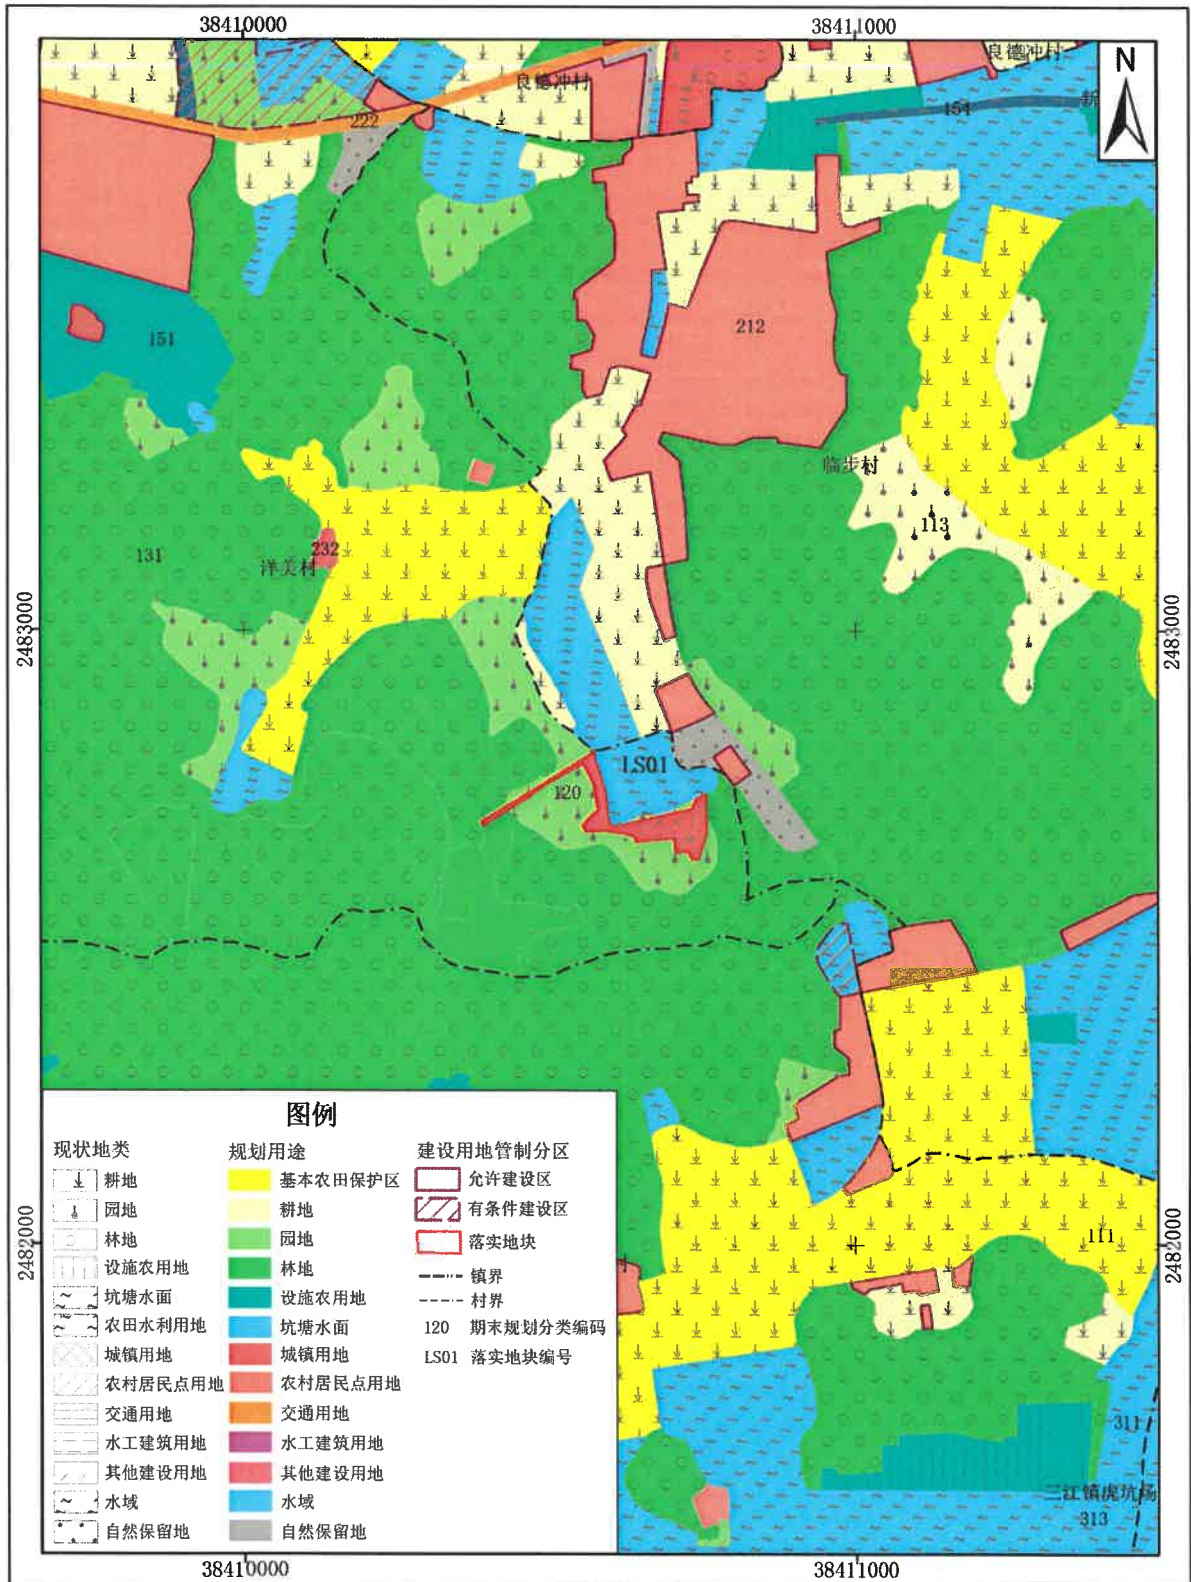 38410000
38411000
N
良德冲村
良德冲村
新
154
222
212
151
临步村
113
131
232
洋美村
2483000
2483000
LS01
120
2482000
2482000
111
311
三江镇虎坑场
313
图例
现状地类
耕地
园地
林地
设施农用地
坑塘水面
农田水利用地
城镇用地
农村居民点用地
交通用地
水工建筑用地
其他建设用地
水域
自然保留地
规划用途
基本农田保护区
耕地
园地
林地
设施农用地
坑塘水面
城镇用地
农村居民点用地
交通用地
水工建筑用地
其他建设用地
水域
自然保留地
建设用地管制分区
允许建设区
有条件建设区
落实地块
镇界
村界
120 期末规划分类编码
LS01 落实地块编号
38410000
38411000